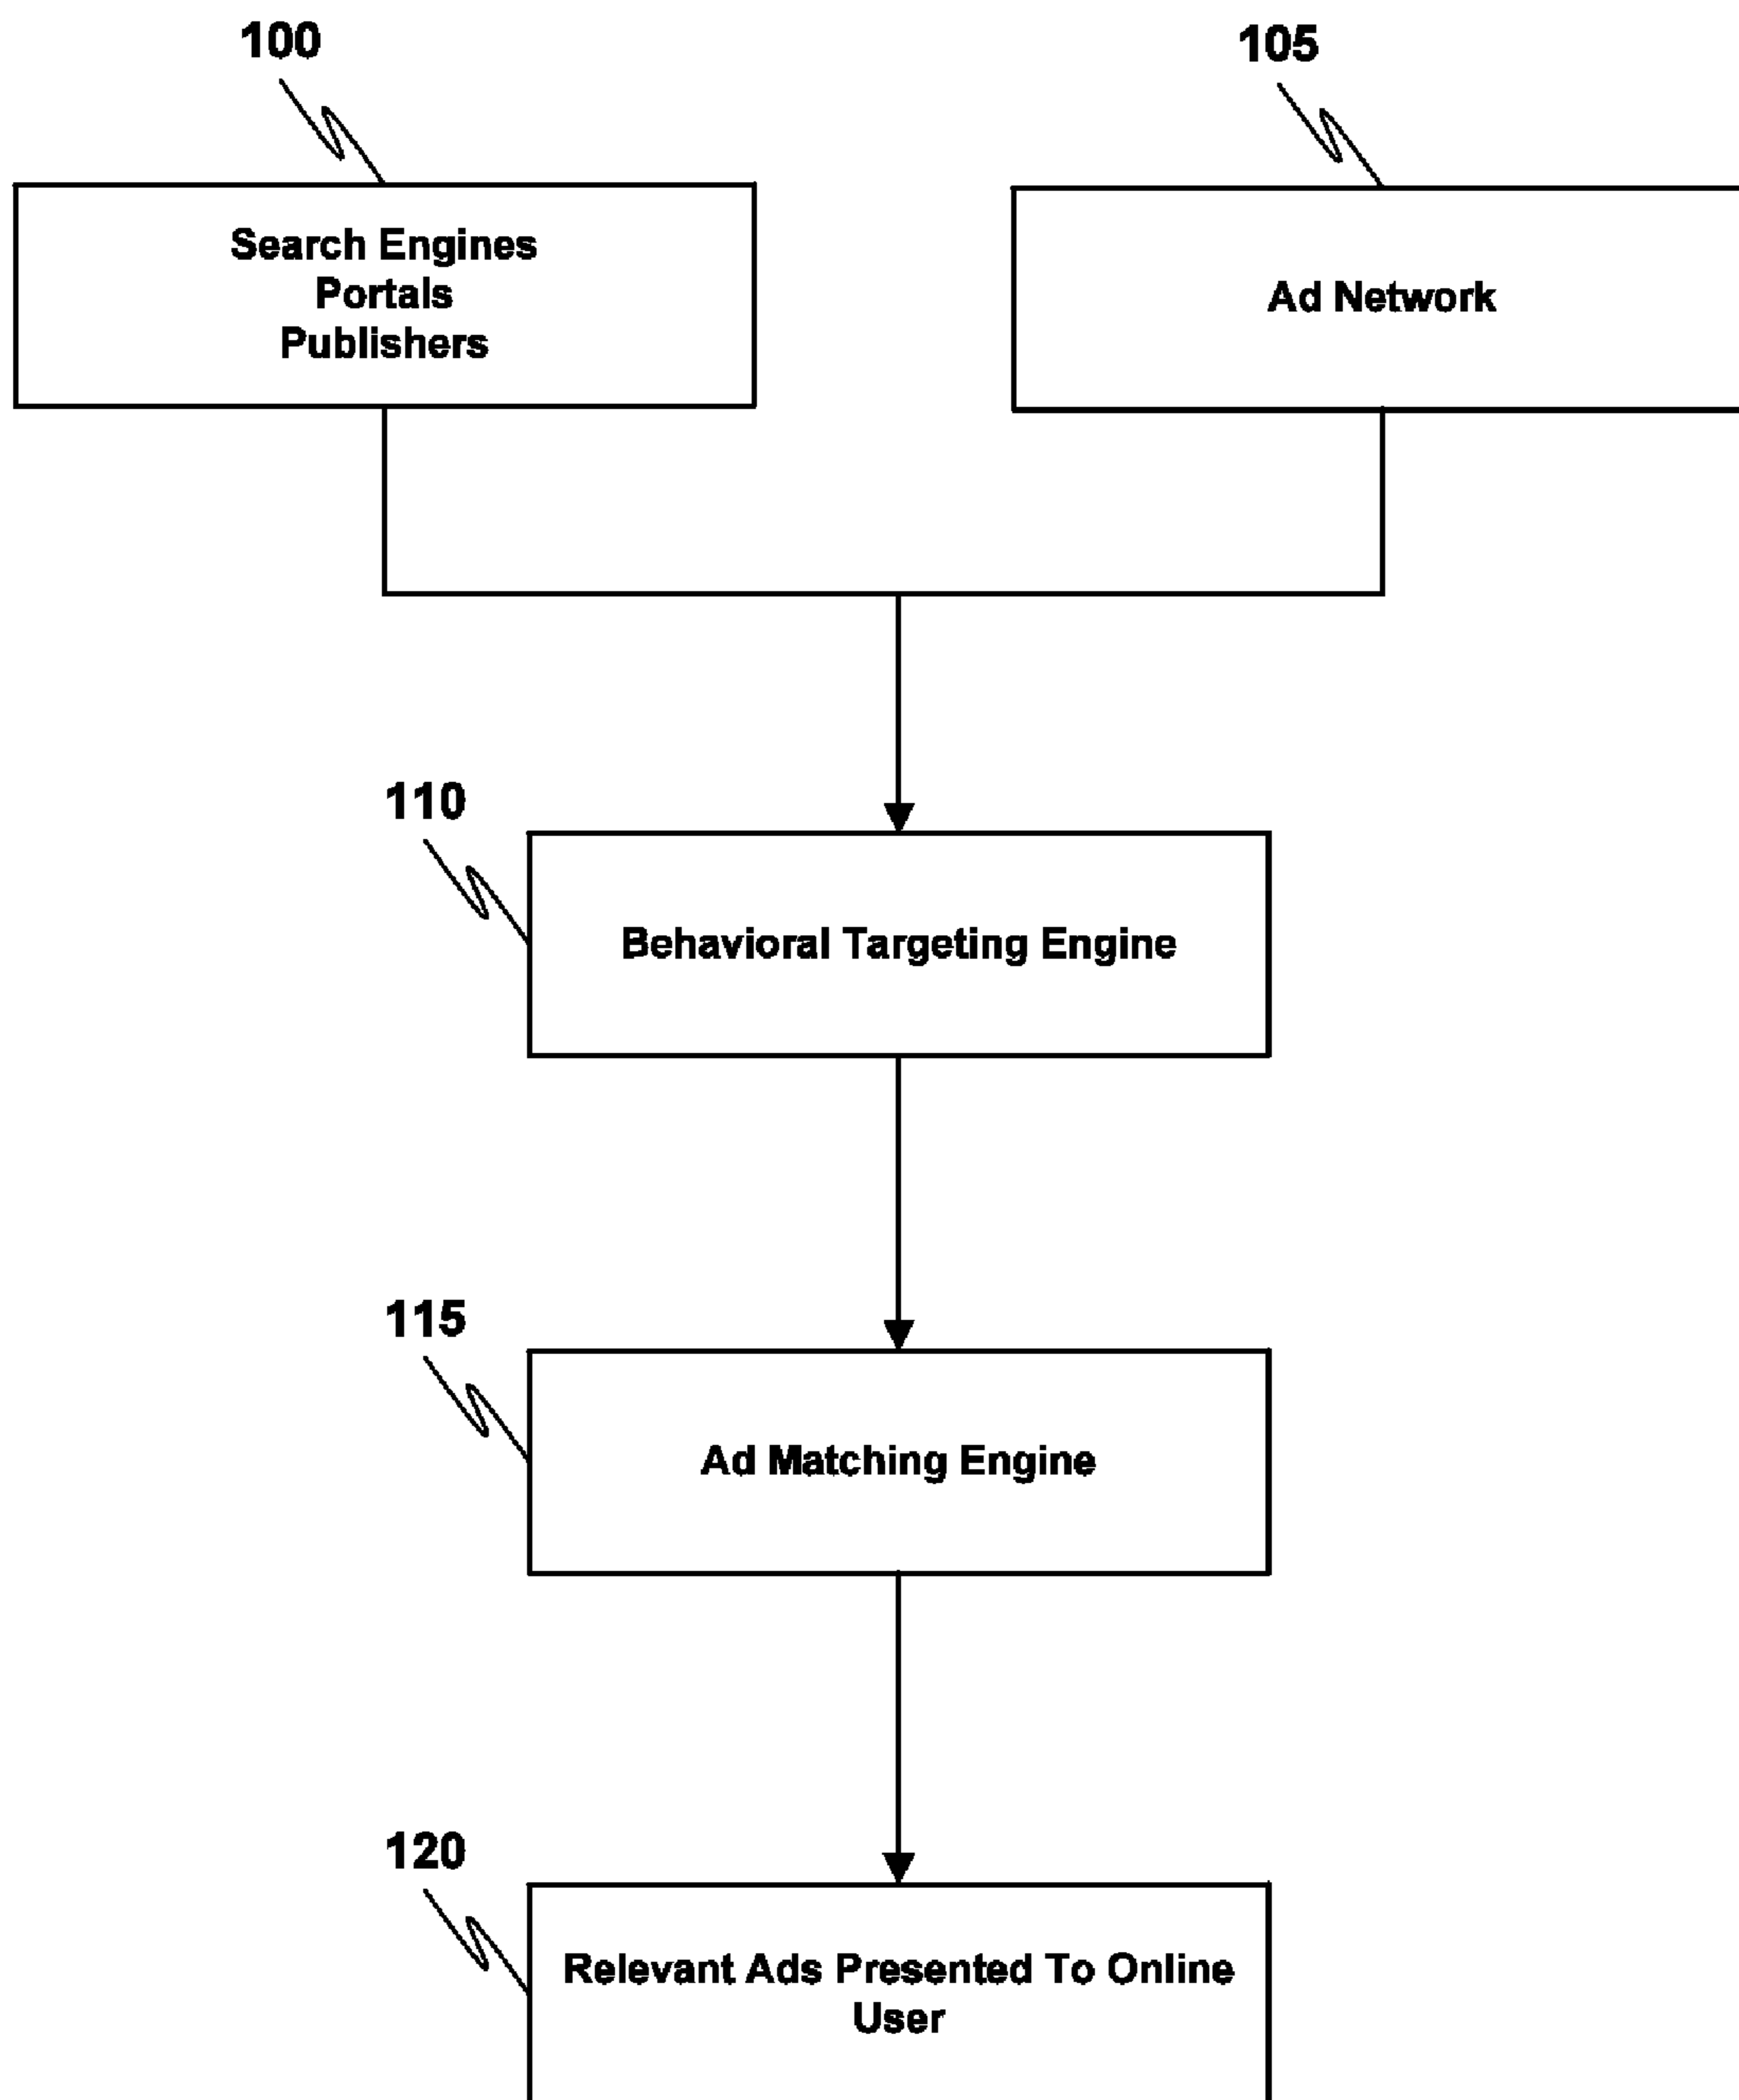 100
105
Search Engines
Portals
Publishers
Ad Network
110
Behavioral Targeting Engine
115
Ad Matching Engine
120
Relevant Ads Presented To Online
User